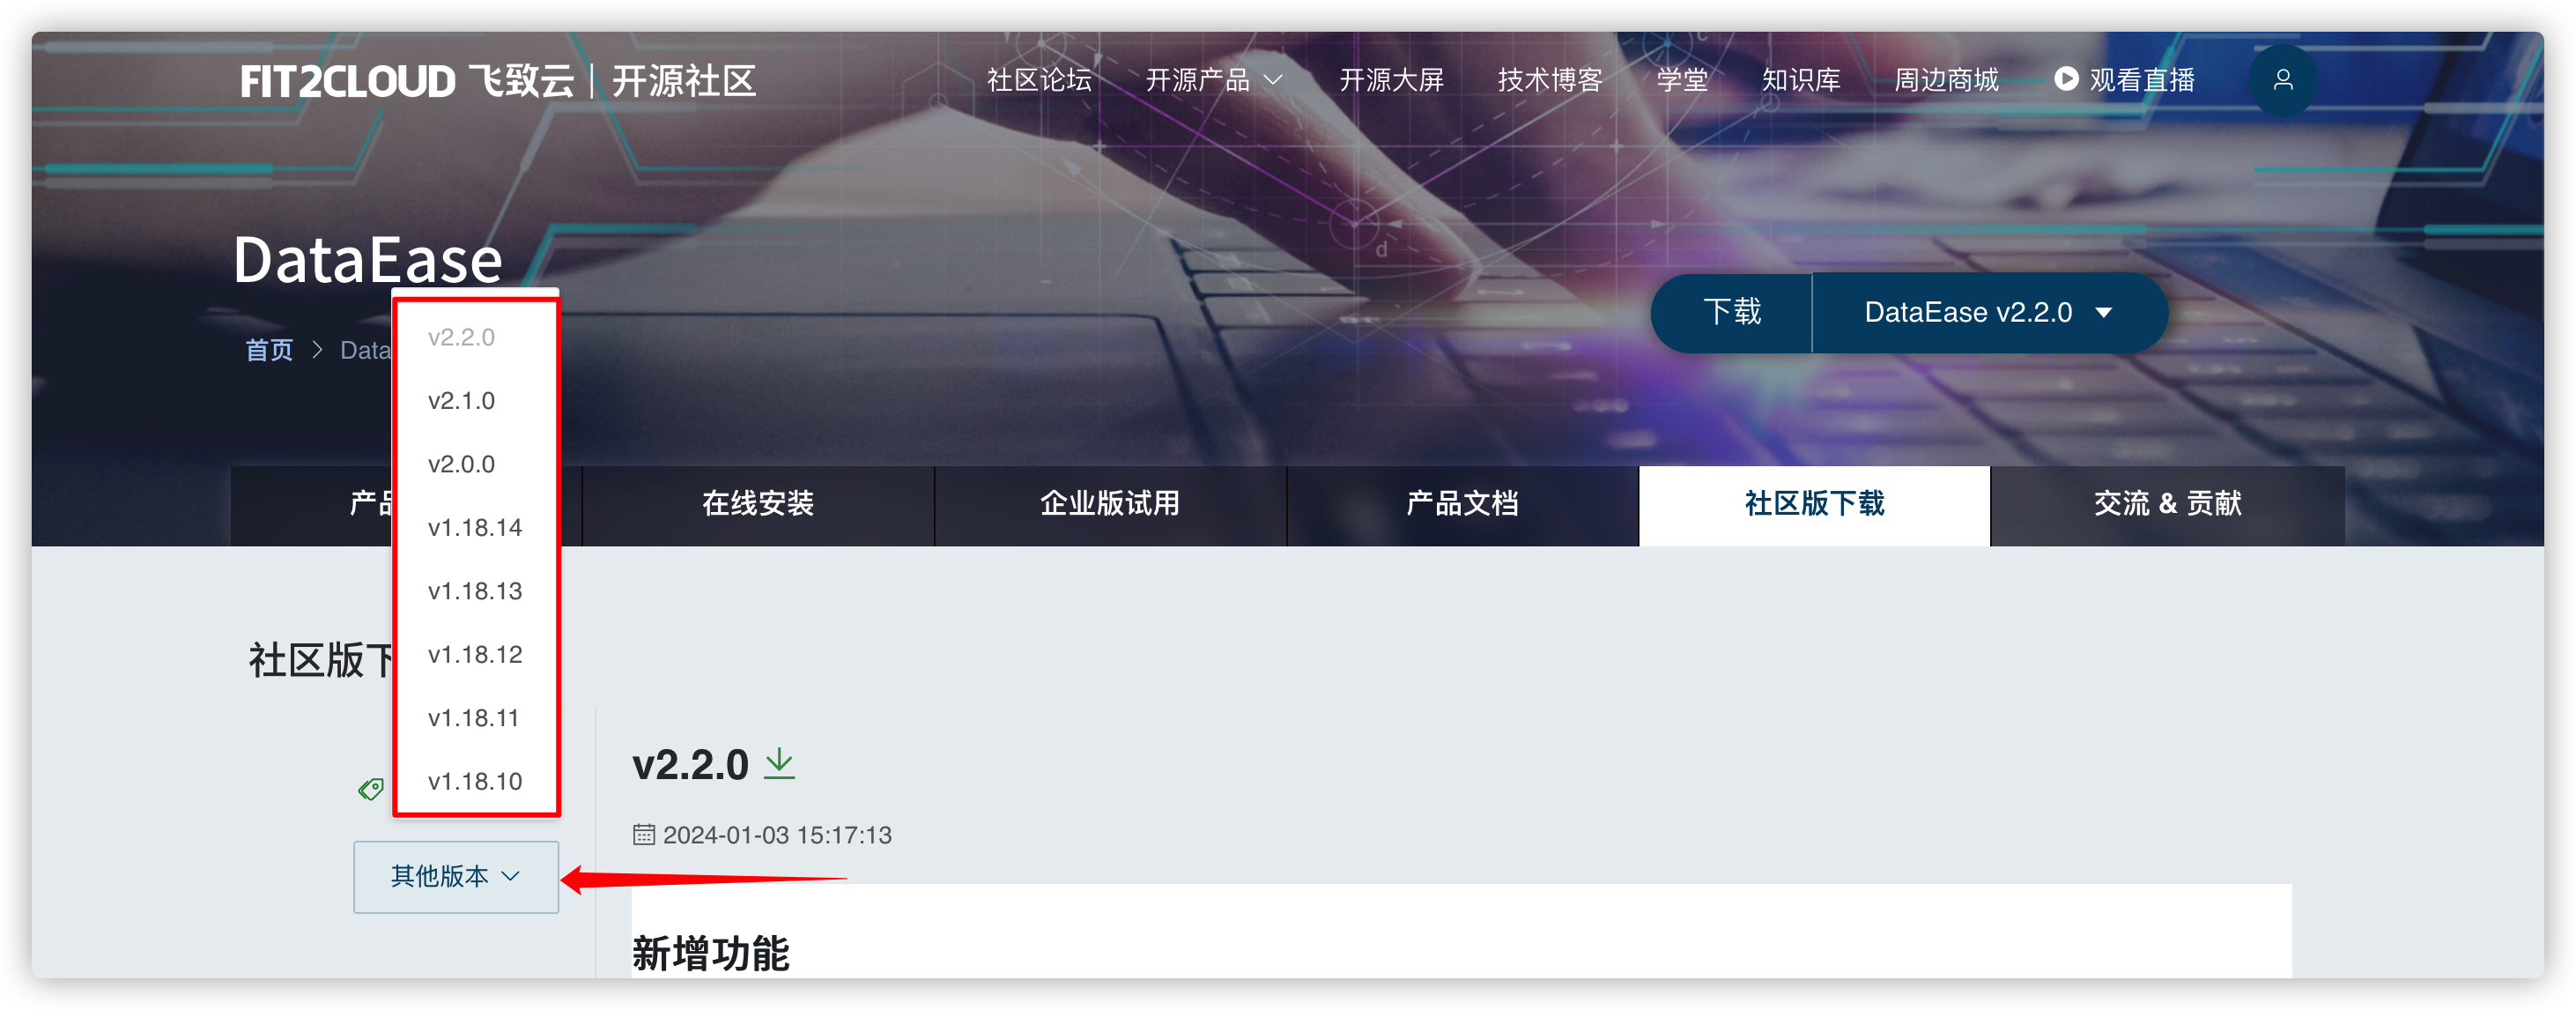 FIT2CLOUD 飞致云 | 开源社区
社区论坛 开源产品 开源大屏 技术博客 学堂 知识库 周边商城 观看直播
c
d
DataEase
下载 DataEase v2.2.0
首页 > Data
v2.2.0
v2.1.0
v2.0.0
v1.18.14
v1.18.13
v1.18.12
v1.18.11
v1.18.10
产品 在线安装 企业版试用 产品文档 社区版下载 交流 & 贡献
社区版下
其他版本
v2.2.0
2024-01-03 15:17:13
新增功能